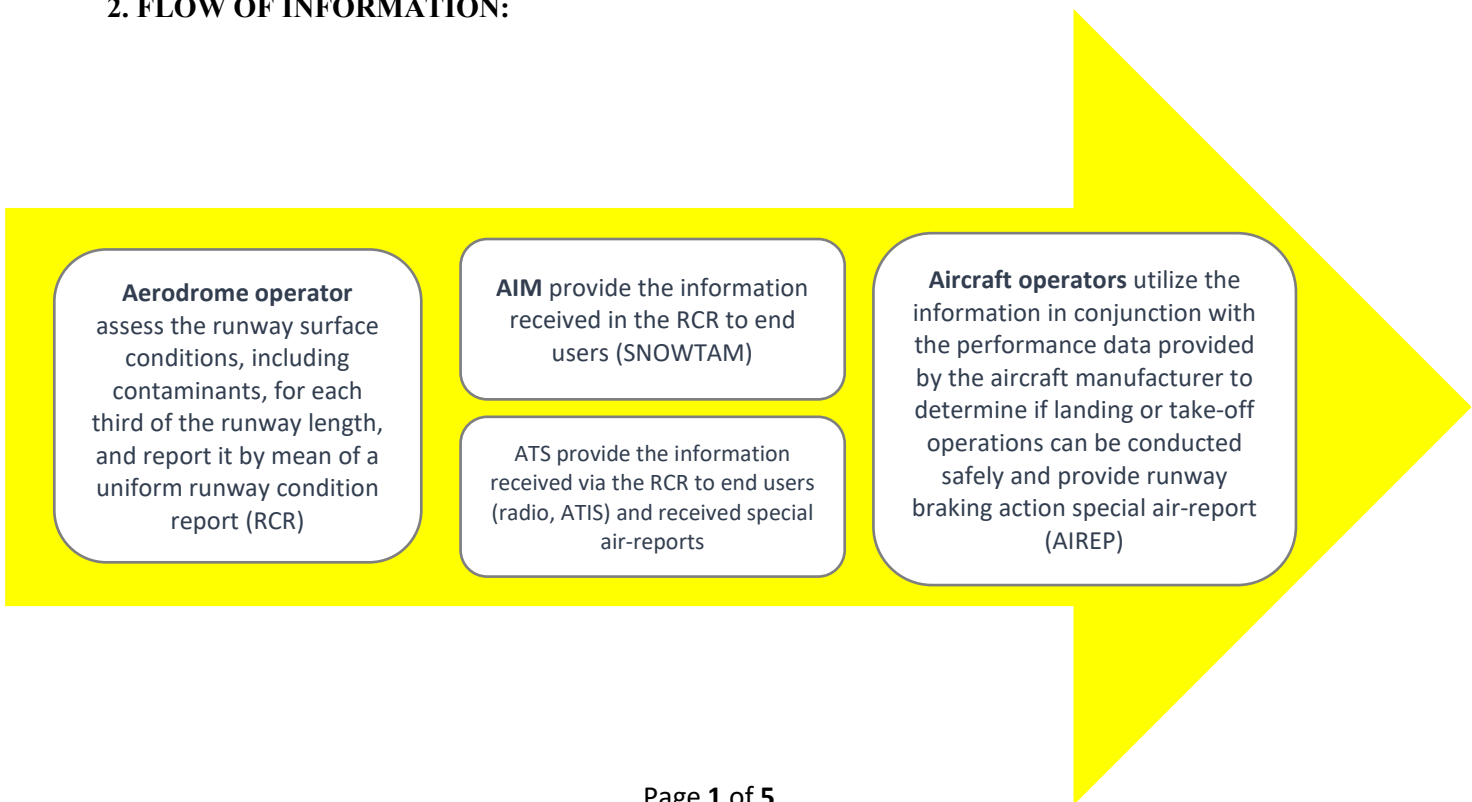 2. FLOW OF INFORMATION:
Aerodrome operator
assess the runway surface
conditions, including
contaminants, for each
third of the runway length,
and report it by mean of a
uniform runway condition
report (RCR)
AIM provide the information
received in the RCR to end
users (SNOWTAM)
ATS provide the information
received via the RCR to end users
(radio, ATIS) and received special
air-reports
Aircraft operators utilize the
information in conjunction with
the performance data provided
by the aircraft manufacturer to
determine if landing or take-off
operations can be conducted
safely and provide runway
braking action special air-report
(AIREP)
Page 1 of 5